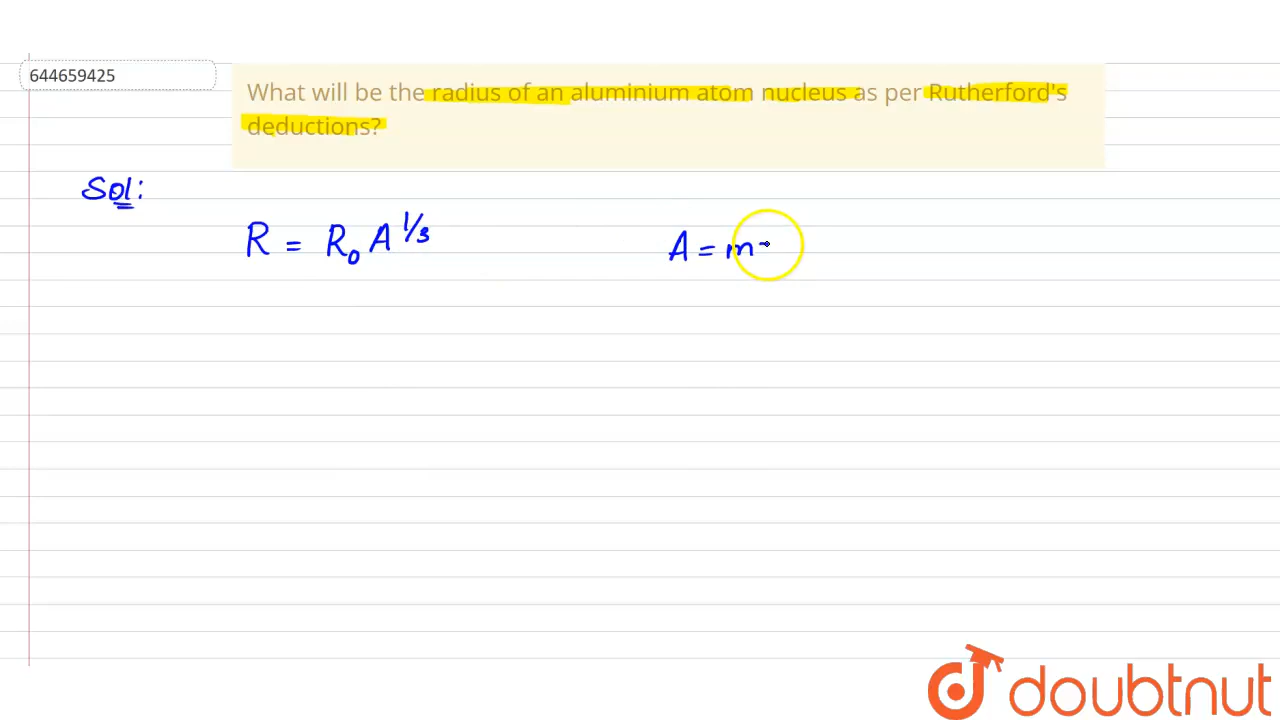 644659425
What will be the radius of an aluminium atom nucleus as per Rutherford's
deductions?
Sol:
R = R₀ A^1/3
A = m
doubtnut